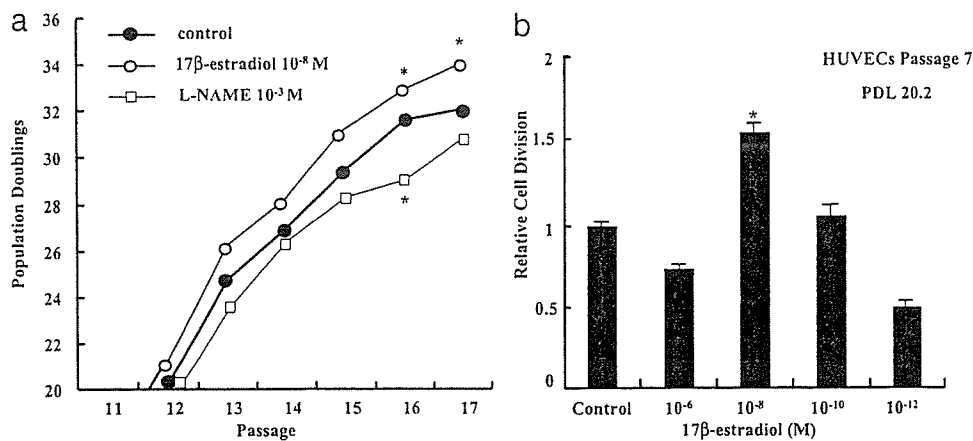 a
control
17β-estradiol 10-8 M
L-NAME 10-3 M
*
*
*
Population Doublings
36
34
32
30
28
26
24
22
20
11 12 13 14 15 16 17
Passage
b
HUVECs Passage 7
PDL 20.2
*
Relative Cell Division
2
1.5
1
0.5
0
Control 10-6 10-8 10-10 10-12
17β-estradiol (M)